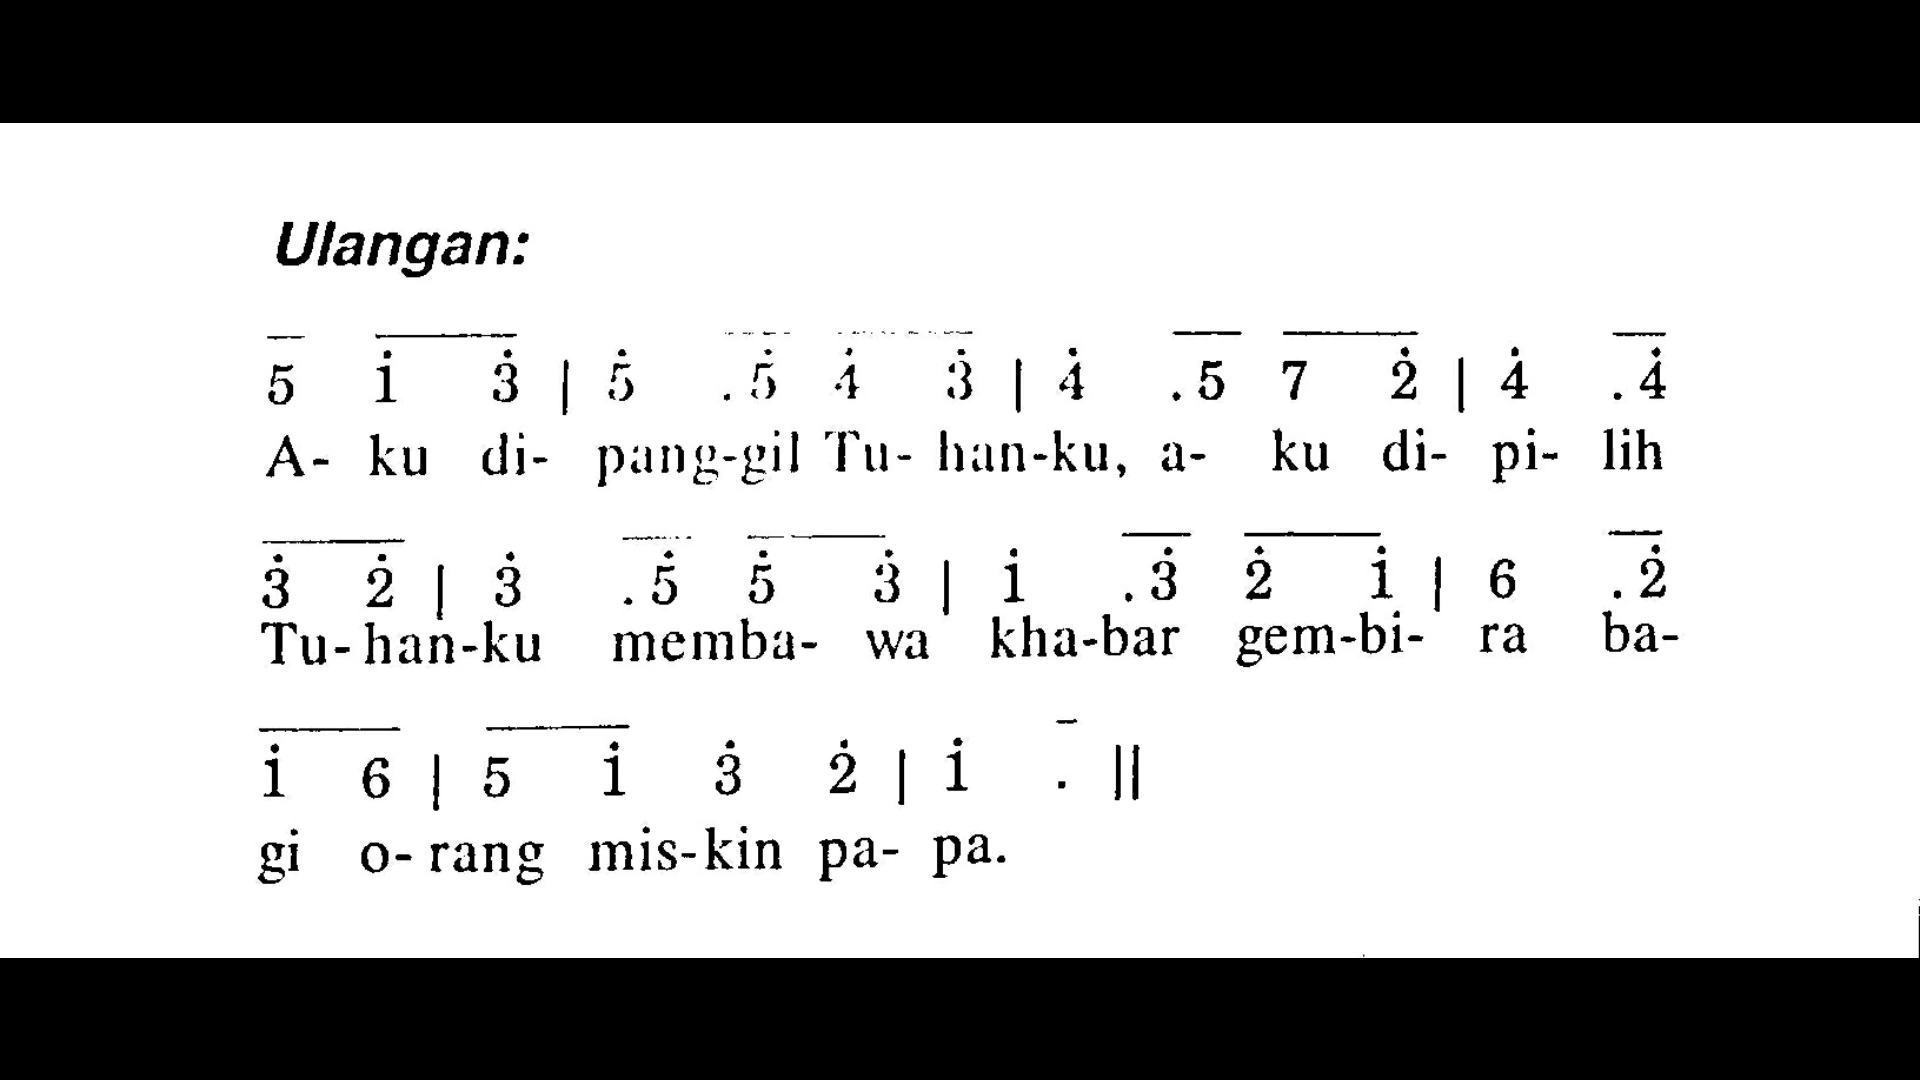 Ulangan:
5 i̇ 3̇ | 5̇ .5̇ 4̇ 3̇ | 4̇ .5 7 2̇ | 4̇ .4̇
A- ku di- pang-gil Tu- han-ku, a- ku di- pi- lih
3̇ 2̇ | 3̇ .5̇ 5̇ 3̇ | 1̇ .3̇ 2̇ 1̇ | 6 .2̇
Tu- han-ku memba- wa kha-bar gem-bi- ra ba-
1̇ 6 | 5 1̇ 3̇ 2̇ | 1̇ . ||
gi o- rang mis-kin pa- pa.